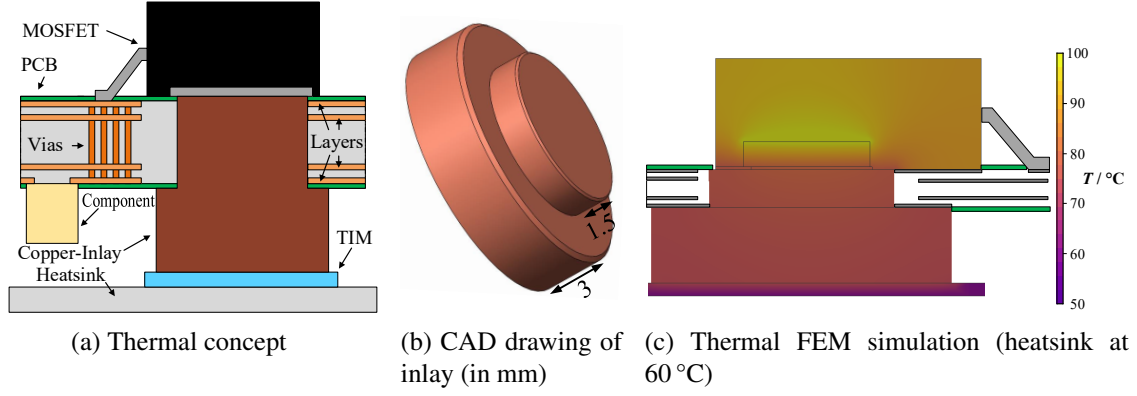 MOSFET
PCB
Vias
Layers
Component
Copper-Inlay
Heatsink
TIM
1.5
3
100
90
80
T / °C
70
60
50
(a) Thermal concept
(b) CAD drawing of
inlay (in mm)
(c) Thermal FEM simulation (heatsink at
60 °C)